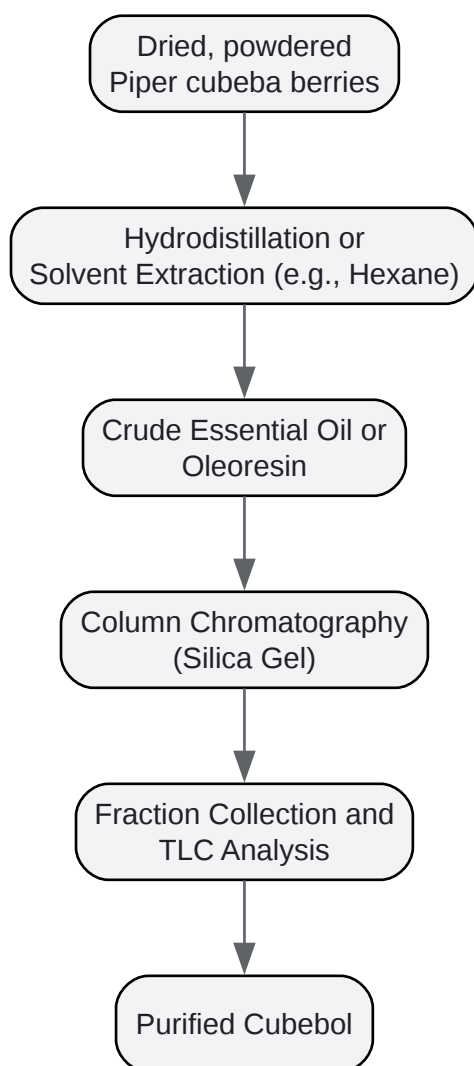 Dried, powdered
Piper cubeba berries
Hydrodistillation or
Solvent Extraction (e.g., Hexane)
Crude Essential Oil or
Oleoresin
Column Chromatography
(Silica Gel)
Fraction Collection and
TLC Analysis
Purified Cubebol